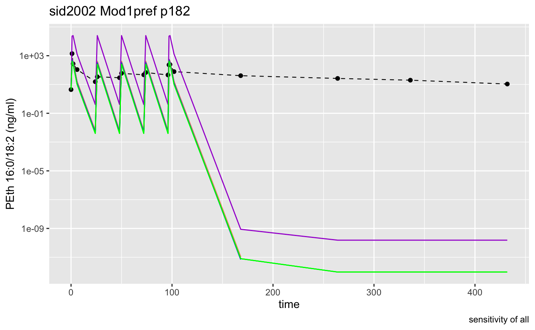 sid2002 Mod1pref p182
PEth 16:0/18:2 (ng/ml)
1e+03
1e-01
1e-05
1e-09
0
100
200
300
400
time
sensitivity of all